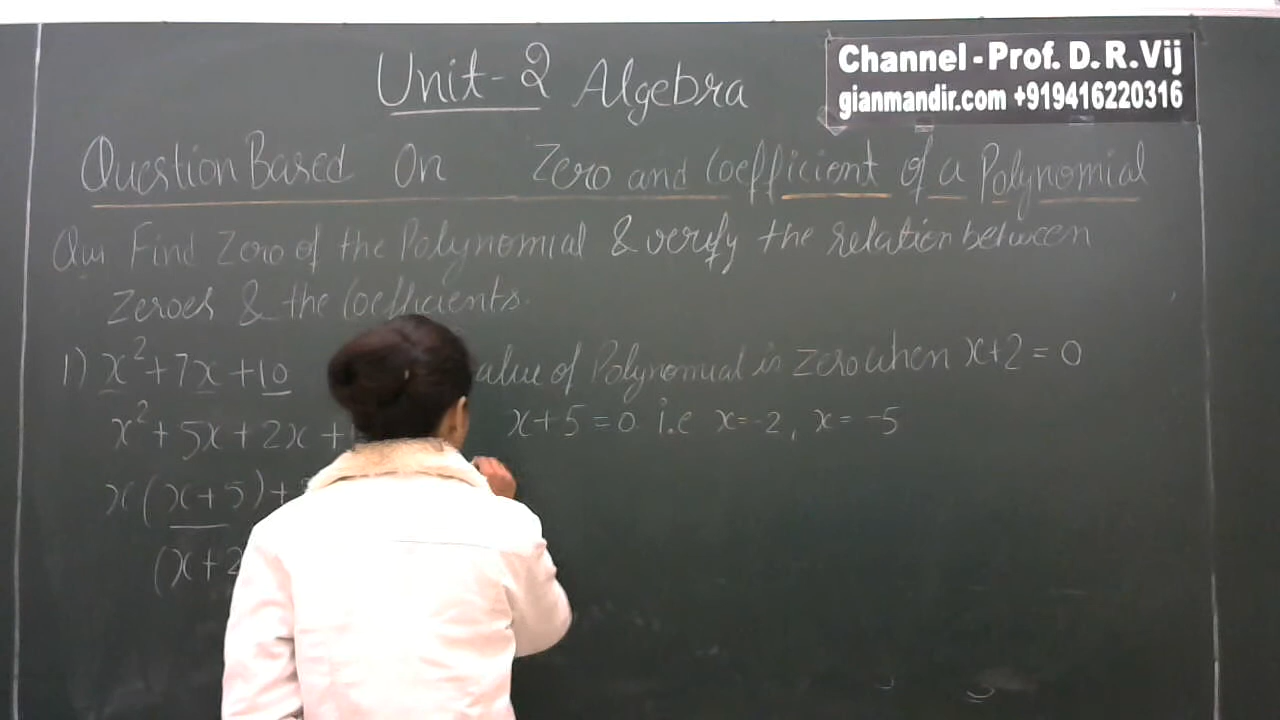 Unit-2 Algebra
Channel - Prof. D.R.Vij
gianmandir.com +919416220316
Question Based On Zero and Coefficient of a Polynomial
Qus Find Zero of the Polynomial & verify the relation between
Zeroes & the Coefficients.
1) x²+7x+10
x²+5x+2x+
x(x+5)+
(x+2
of Polynomial is Zero when x+2=0
x+5=0 i.e x=-2, x=-5